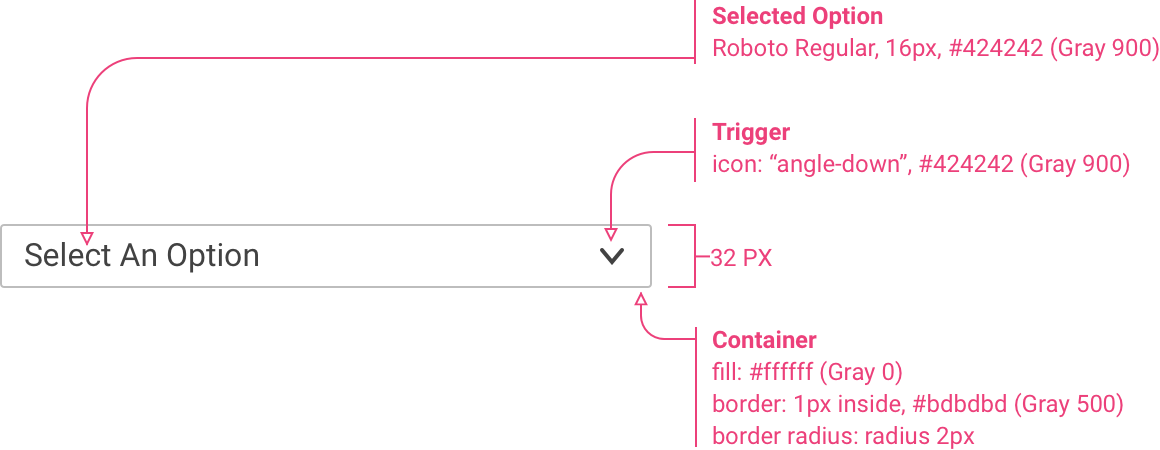 Selected Option
Roboto Regular, 16px, #424242 (Gray 900)
Trigger
icon: “angle-down”, #424242 (Gray 900)
Select An Option
32 PX
Container
fill: #ffffff (Gray 0)
border: 1px inside, #bdbdbd (Gray 500)
border radius: radius 2px